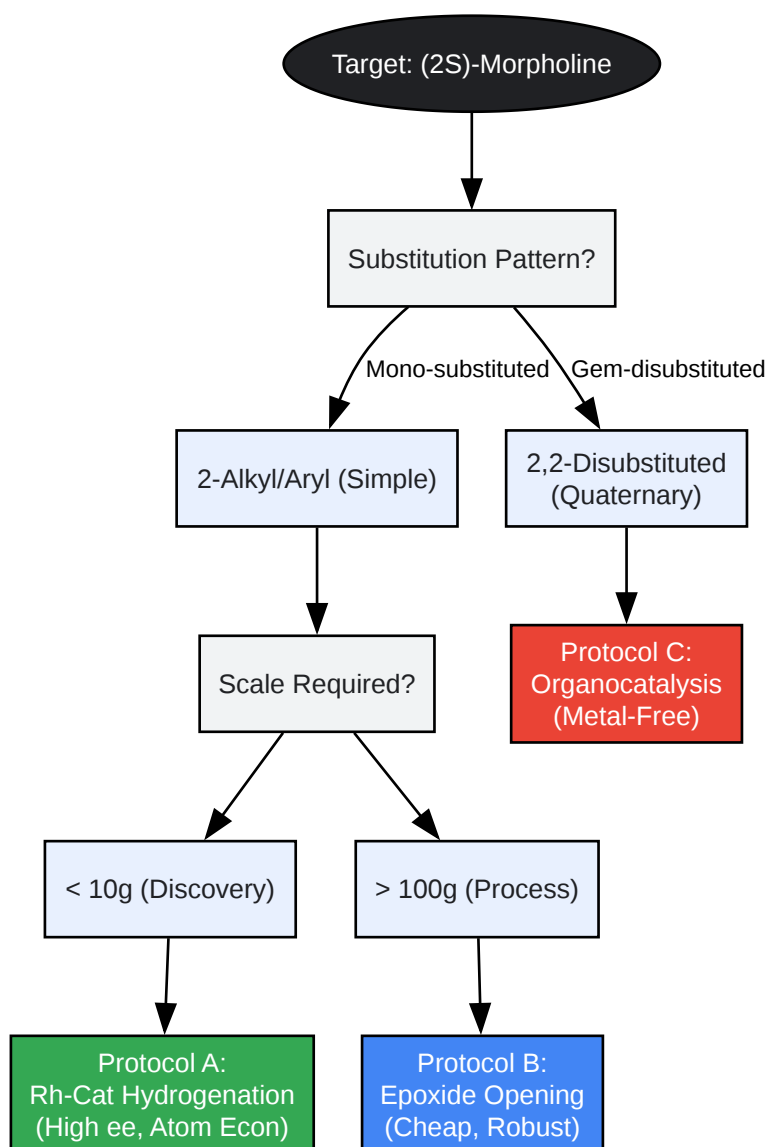 Target: (2S)-Morpholine
Substitution Pattern?
Mono-substituted
Gem-disubstituted
2-Alkyl/Aryl (Simple)
2,2-Disubstituted
(Quaternary)
Scale Required?
Protocol C:
Organocatalysis
(Metal-Free)
< 10g (Discovery)
> 100g (Process)
Protocol A:
Rh-Cat Hydrogenation
(High ee, Atom Econ)
Protocol B:
Epoxide Opening
(Cheap, Robust)